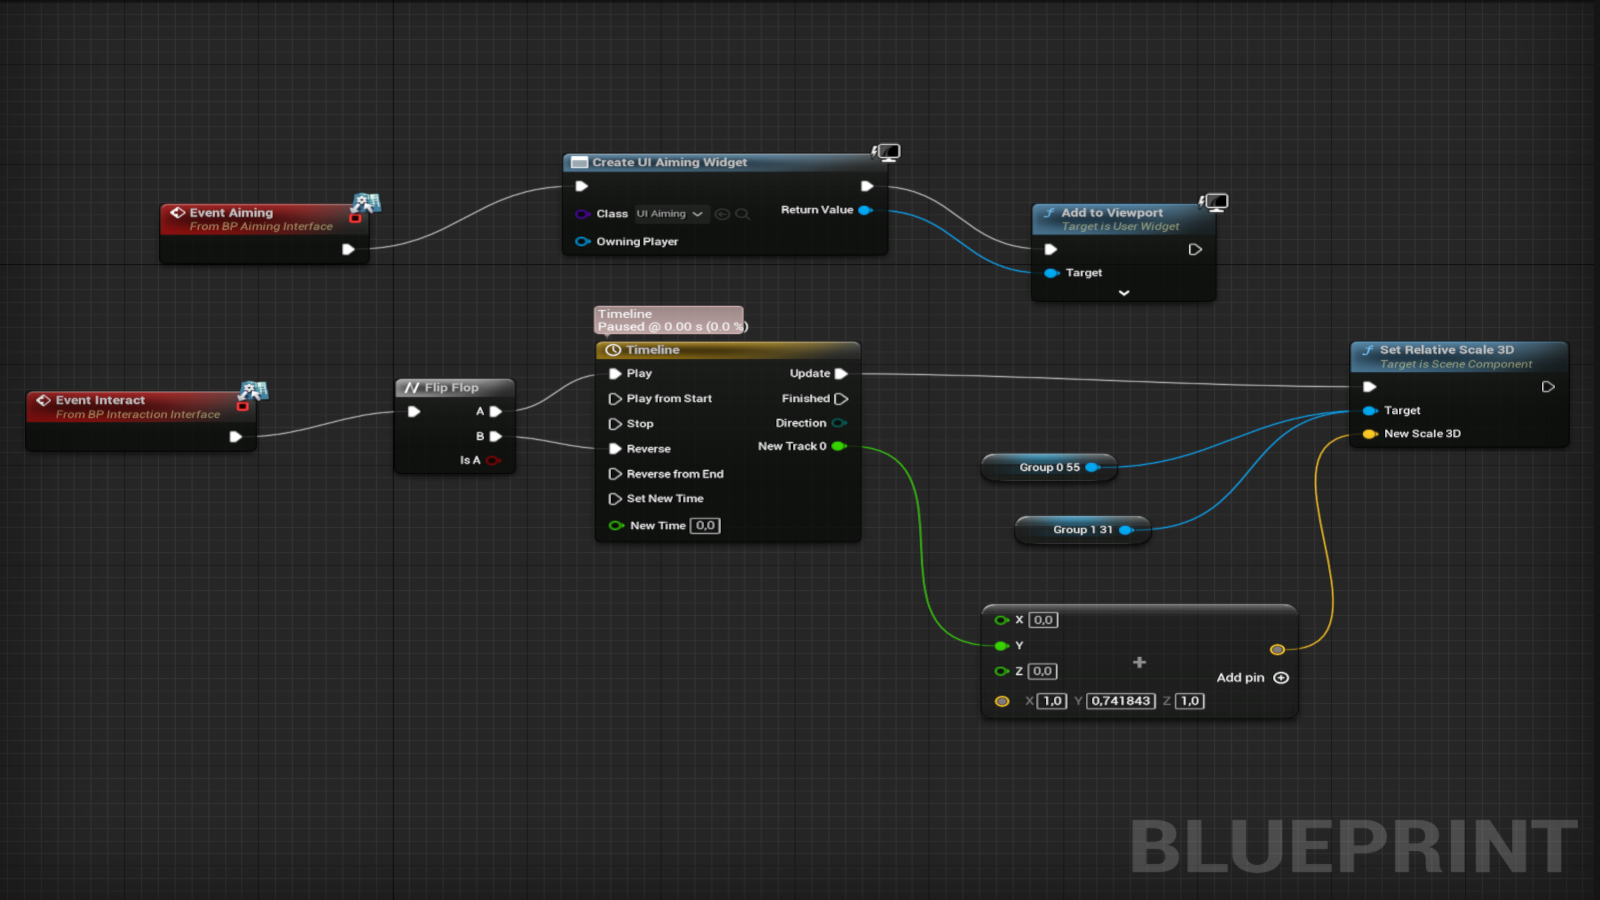 Create UI Aiming Widget
Class UI Aiming
Return Value
Owning Player
Event Aiming
From BP Aiming Interface
Add to Viewport
Target is User Widget
Target
Timeline
Paused @ 0.00 s (0.0 %)
Timeline
Play
Update
Play from Start
Finished
Stop
Direction
Reverse
New Track 0
Reverse from End
Set New Time
New Time 0,0
Event Interact
From BP Interaction Interface
Flip Flop
A
B
Is A
Set Relative Scale 3D
Target is Scene Component
Target
New Scale 3D
Group 0 55
Group 1 31
X 0,0
Y
Z 0,0
Add pin
X 1,0 Y 0,741843 Z 1,0
BLUEPRINT